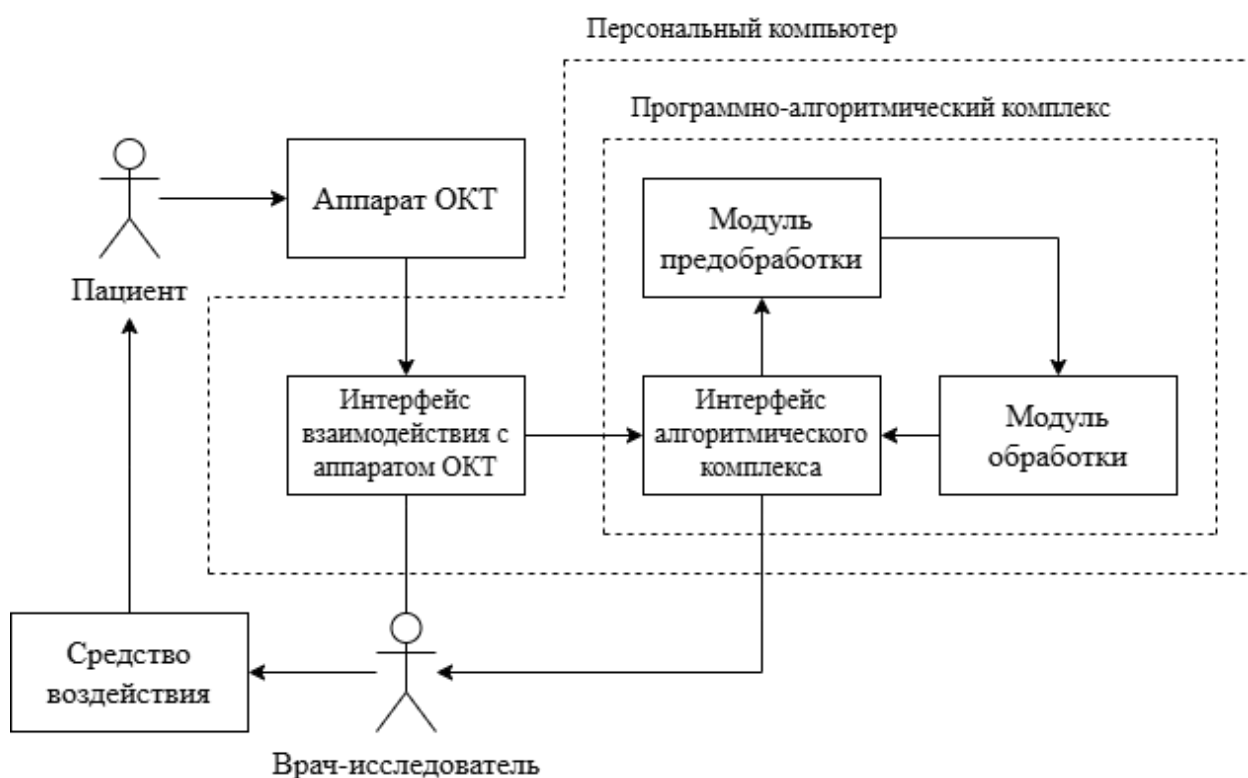 Персональный компьютер
Программно-алгоритмический комплекс
Аппарат ОКТ
Модуль
предобработки
Пациент
Интерфейс
взаимодействия с
аппаратом ОКТ
Интерфейс
алгоритмического
комплекса
Модуль
обработки
Средство
воздействия
Врач-исследователь